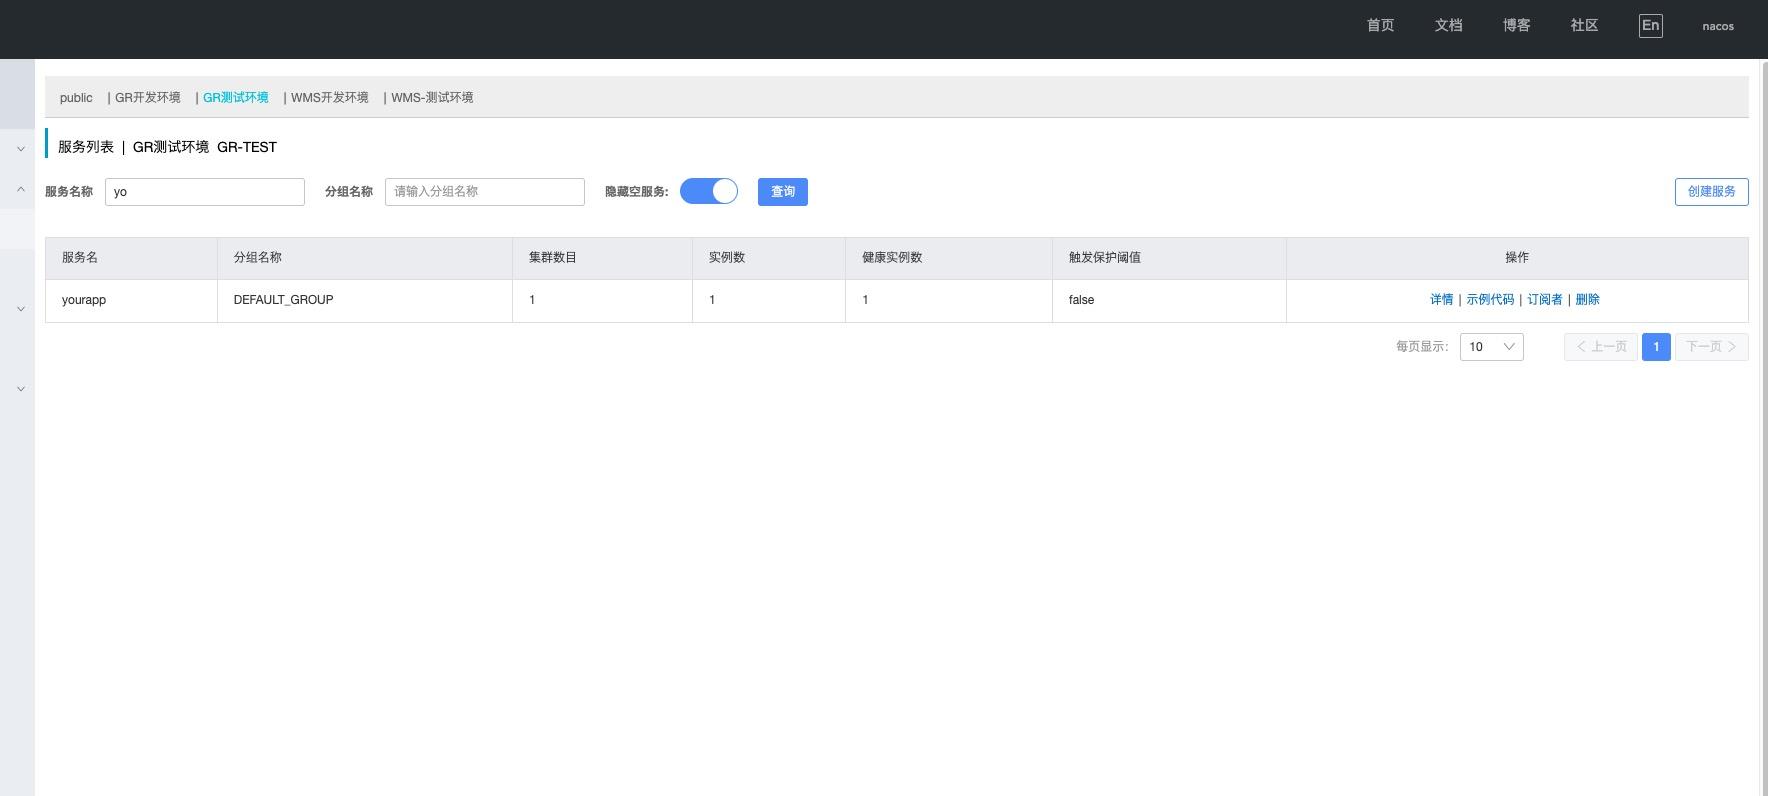 首页 文档 博客 社区 En nacos
public | GR开发环境 | GR测试环境 | WMS开发环境 | WMS-测试环境
服务列表 | GR测试环境 GR-TEST
服务名称 yo 分组名称 请输入分组名称 隐藏空服务: 查询 创建服务
服务名 分组名称 集群数目 实例数 健康实例数 触发保护阈值 操作
yourapp DEFAULT_GROUP 1 1 1 false 详情 | 示例代码 | 订阅者 | 删除
每页显示: 10 上一页 1 下一页